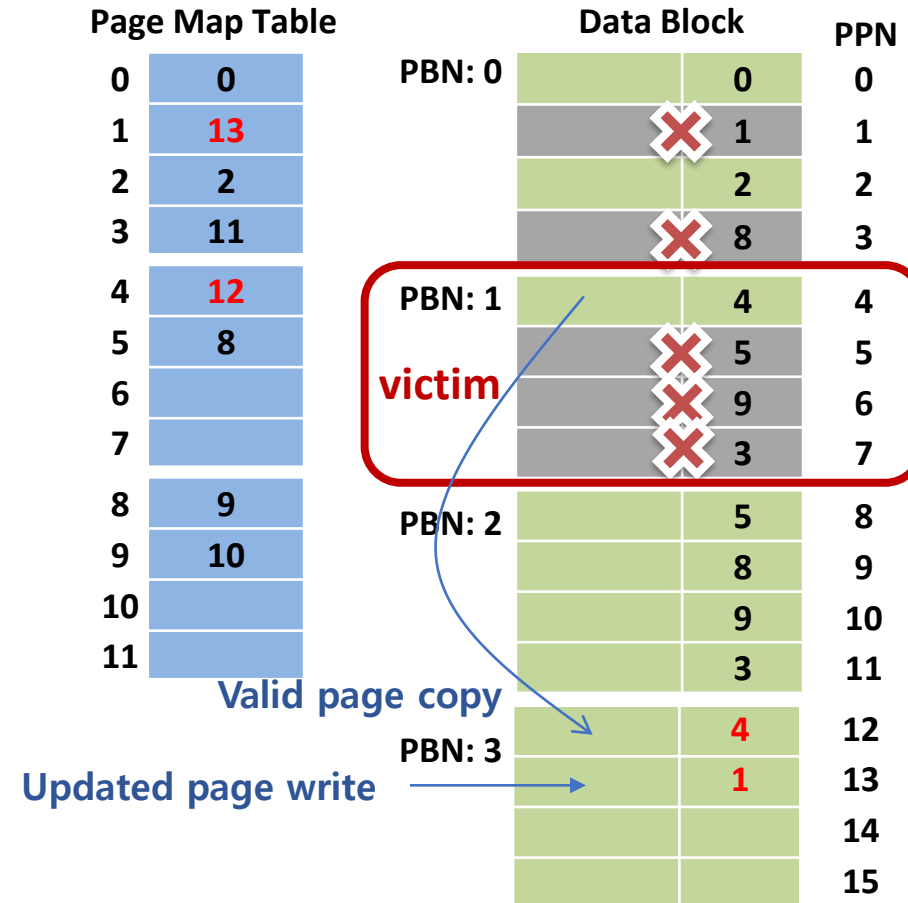 Page Map Table Data Block PPN
0 0 PBN: 0 0 0
1 13 1 1
2 2 2 2
3 11 8 3
4 12 PBN: 1 4 4
5 8 5 5
6 victim 9 6
7 3 7
8 9 PBN: 2 5 8
9 10 8 9
10 9 10
11 3 11
Valid page copy 4 12
PBN: 3
Updated page write 1 13
14
15